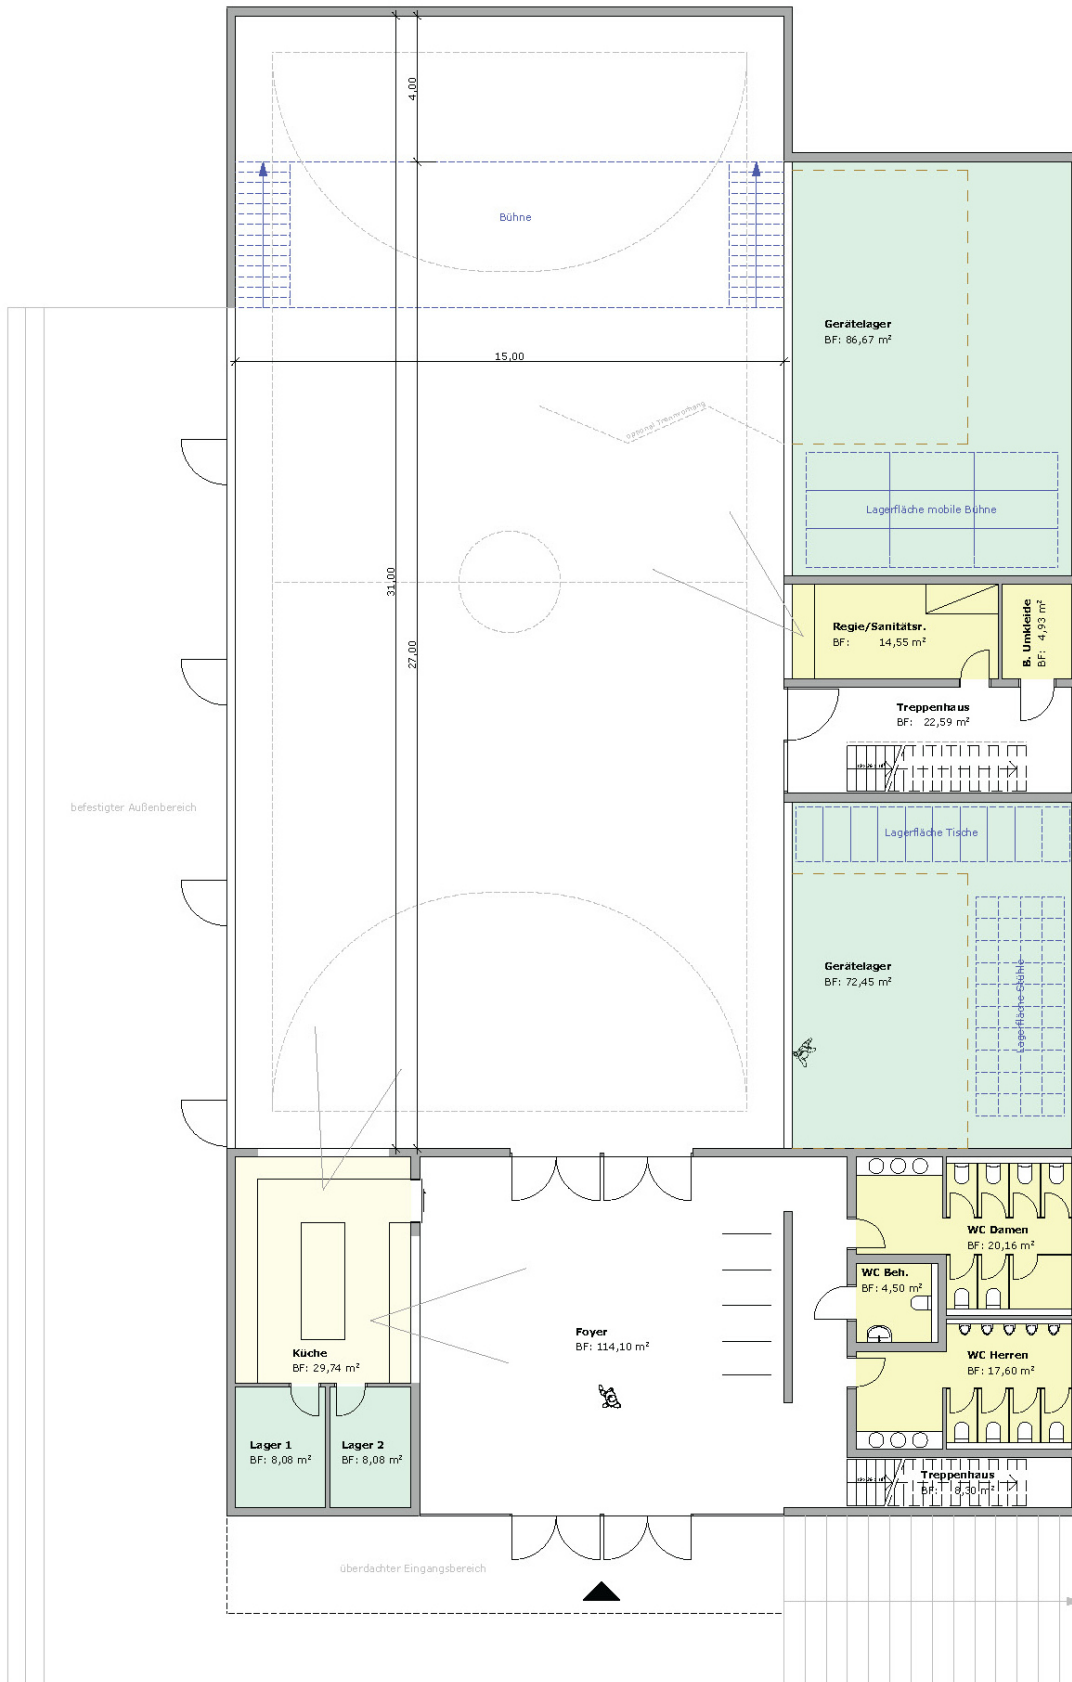 4,00
Bühne
Gerätelager
BF: 86,67 m²
15,00
optional Trennvorhang
Lagerfläche mobile Bühne
31,00
27,00
Regie/Sanitätsr.
BF: 14,55 m²
B. Umkleide
BF: 4,93 m²
Treppenhaus
BF: 22,59 m²
befestigter Außenbereich
Lagerfläche Tische
Gerätelager
BF: 72,45 m²
Lagerfläche Stühle
WC Damen
BF: 20,16 m²
WC Beh.
BF: 4,50 m²
Foyer
BF: 114,10 m²
Küche
BF: 29,74 m²
WC Herren
BF: 17,60 m²
Lager 1
BF: 8,08 m²
Lager 2
BF: 8,08 m²
Treppenhaus
BF: 8,30 m²
überdachter Eingangsbereich